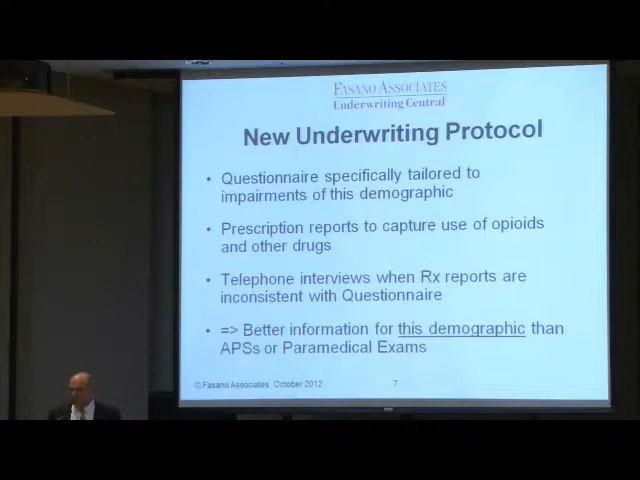 FASANO ASSOCIATES
Underwriting Central
New Underwriting Protocol
• Questionnaire specifically tailored to
impairments of this demographic
• Prescription reports to capture use of opioids
and other drugs
• Telephone interviews when Rx reports are
inconsistent with Questionnaire
• => Better information for this demographic than
APSs or Paramedical Exams
© Fasano Associates October 2012
7